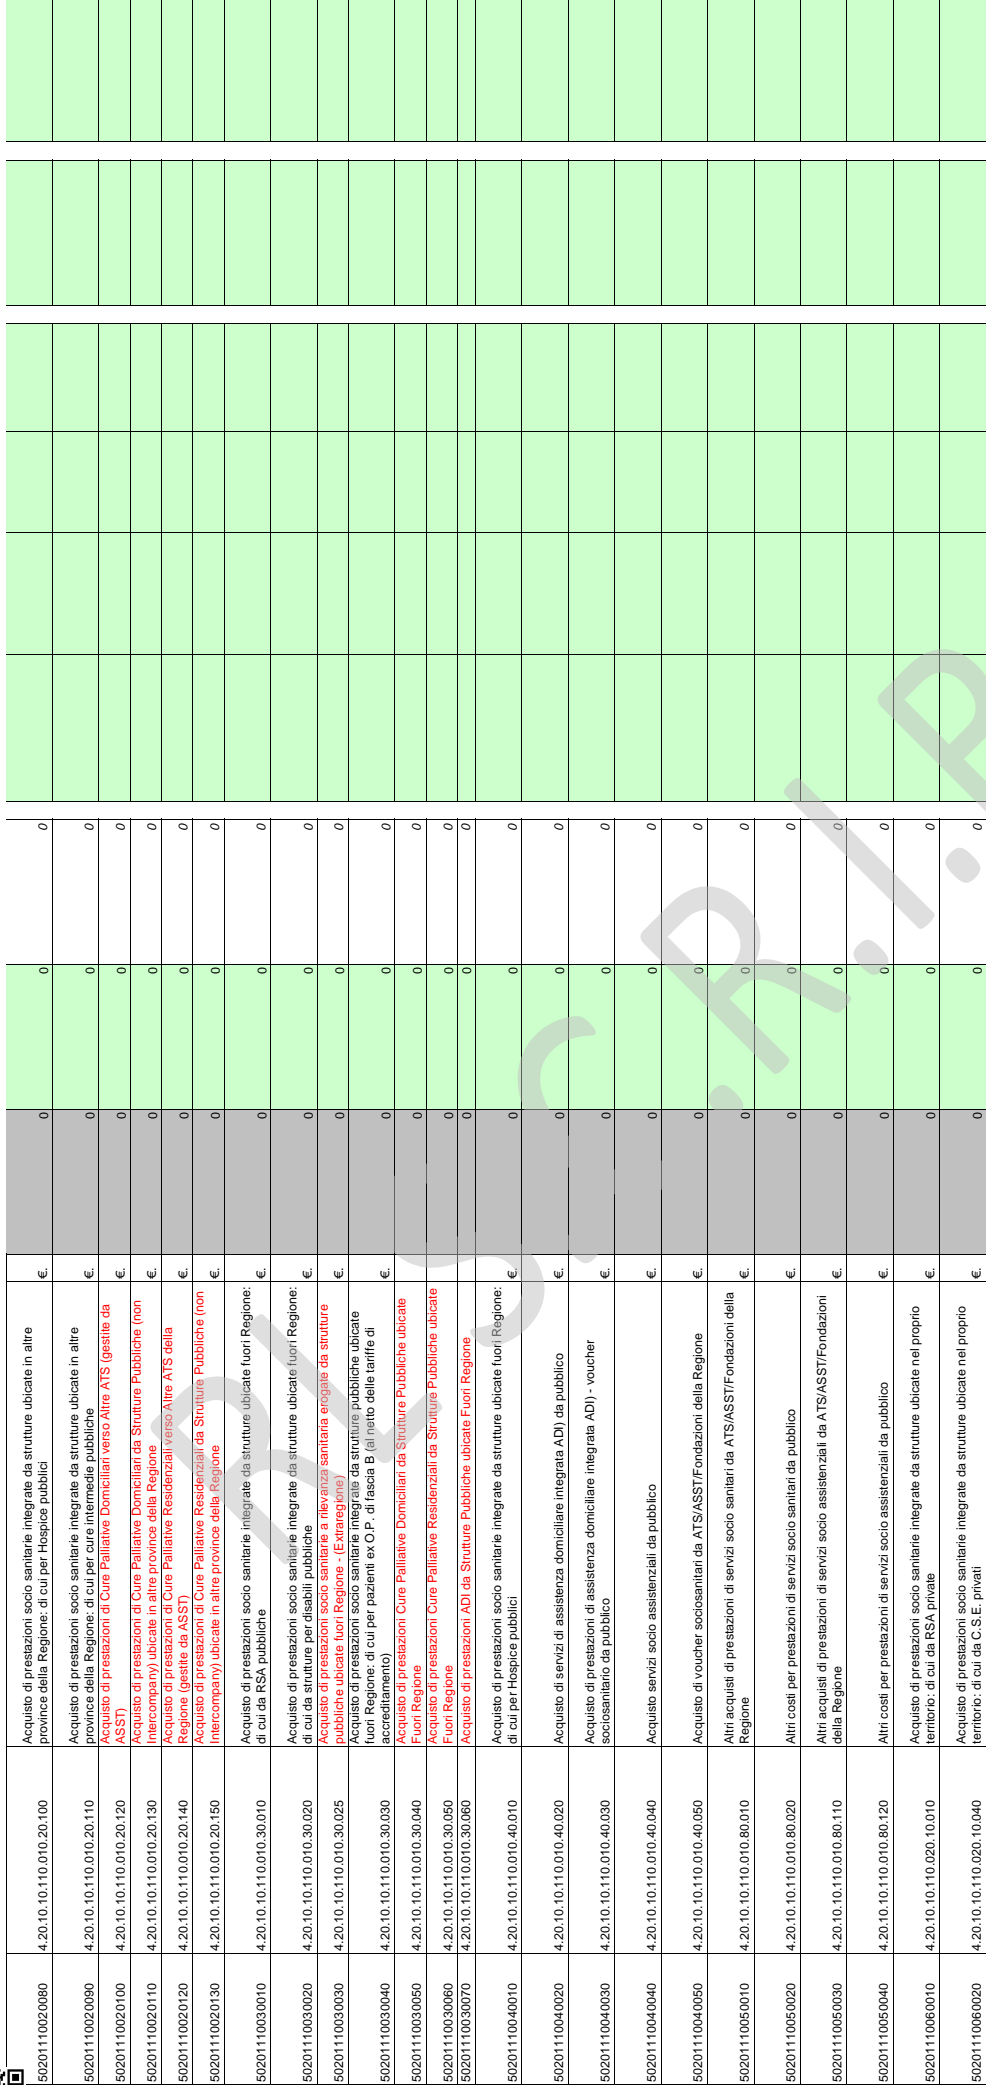 502011100​20080 4.20.10.10.110.010.20.100 Acquisto di prestazioni socio sanitarie integrate da strutture ubicate in altre
province della Regione: di cui per Hospice pubblici €. 0 0 0
50201110020090 4.20.10.10.110.010.20.110 Acquisto di prestazioni socio sanitarie integrate da strutture ubicate in altre
province della Regione: di cui per cure intermedie pubbliche €. 0 0 0
50201110020100 4.20.10.10.110.010.20.120 Acquisto di prestazioni di Cure Palliative Domiciliari verso Altre ATS (gestite da
ASST) €. 0 0 0
50201110020110 4.20.10.10.110.010.20.130 Acquisto di prestazioni di Cure Palliative Domiciliari da Strutture Pubbliche (non
Intercompany) ubicate in altre province della Regione €. 0 0 0
50201110020120 4.20.10.10.110.010.20.140 Acquisto di prestazioni di Cure Palliative Residenziali verso Altre ATS della
Regione (gestite da ASST) €. 0 0 0
50201110020130 4.20.10.10.110.010.20.150 Acquisto di prestazioni di Cure Palliative Residenziali da Strutture Pubbliche (non
Intercompany) ubicate in altre province della Regione €. 0 0 0
50201110030010 4.20.10.10.110.010.30.010 Acquisto di prestazioni socio sanitarie integrate da strutture ubicate fuori Regione:
di cui da RSA pubbliche €. 0 0 0
50201110030020 4.20.10.10.110.010.30.020 Acquisto di prestazioni socio sanitarie integrate da strutture ubicate fuori Regione:
di cui da strutture per disabili pubbliche €. 0 0 0
50201110030030 4.20.10.10.110.010.30.025 Acquisto di prestazioni socio sanitarie a rilevanza sanitaria erogate da strutture
pubbliche ubicate fuori Regione - (Extraregione) €. 0 0 0
50201110030040 4.20.10.10.110.010.30.030 Acquisto di prestazioni socio sanitarie integrate da strutture pubbliche ubicate
fuori Regione: di cui per pazienti ex O.P. di fascia B (al netto delle tariffe di
accreditamento) €. 0 0 0
50201110030050 4.20.10.10.110.010.30.040 Acquisto di prestazioni Cure Palliative Domiciliari da Strutture Pubbliche ubicate
Fuori Regione €. 0 0 0
50201110030060 4.20.10.10.110.010.30.050 Acquisto di prestazioni Cure Palliative Residenziali da Strutture Pubbliche ubicate
Fuori Regione €. 0 0 0
50201110030070 4.20.10.10.110.010.30.060 Acquisto di prestazioni ADI da Strutture Pubbliche ubicate Fuori Regione €. 0 0 0
50201110040010 4.20.10.10.110.010.40.010 Acquisto di prestazioni socio sanitarie integrate da strutture ubicate fuori Regione:
di cui per Hospice pubblici €. 0 0 0
50201110040020 4.20.10.10.110.010.40.020 Acquisto di servizi di assistenza domiciliare integrata ADI) da pubblico €. 0 0 0
50201110040030 4.20.10.10.110.010.40.030 Acquisto di prestazioni di assistenza domiciliare integrata ADI) - voucher
sociosanitario da pubblico €. 0 0 0
50201110040040 4.20.10.10.110.010.40.040 Acquisto servizi socio assistenziali da pubblico €. 0 0 0
50201110040050 4.20.10.10.110.010.40.050 Acquisto di voucher sociosanitari da ATS/ASST/Fondazioni della Regione €. 0 0 0
50201110050010 4.20.10.10.110.010.80.010 Altri acquisti di prestazioni di servizi socio sanitari da ATS/ASST/Fondazioni della
Regione €. 0 0 0
50201110050020 4.20.10.10.110.010.80.020 Altri costi per prestazioni di servizi socio sanitari da pubblico €. 0 0 0
50201110050030 4.20.10.10.110.010.80.110 Altri acquisti di prestazioni di servizi socio assistenziali da ATS/ASST/Fondazioni
della Regione €. 0 0 0
50201110050040 4.20.10.10.110.010.80.120 Altri costi per prestazioni di servizi socio assistenziali da pubblico €. 0 0 0
50201110060010 4.20.10.10.110.020.10.010 Acquisto di prestazioni socio sanitarie integrate da strutture ubicate nel proprio
territorio: di cui da RSA private €. 0 0 0
50201110060020 4.20.10.10.110.020.10.040 Acquisto di prestazioni socio sanitarie integrate da strutture ubicate nel proprio
territorio: di cui da C.S.E. privati €. 0 0 0